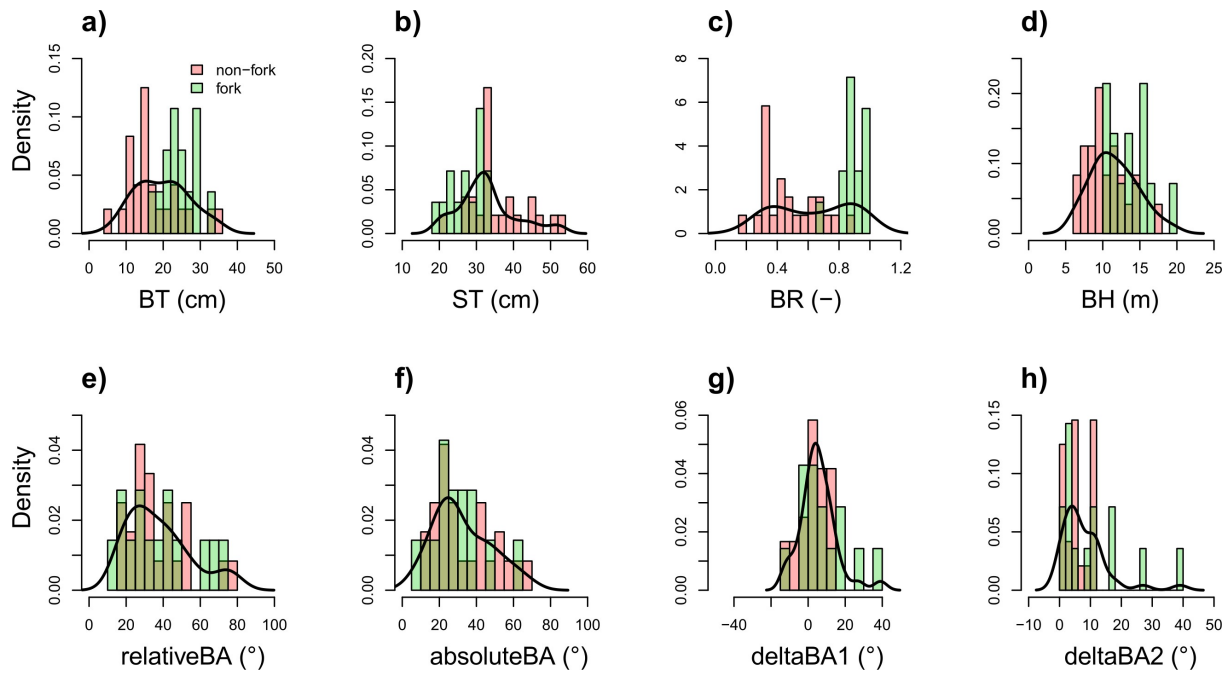 a) b) c) d)
Density
0.00 0.05 0.10 0.15
non−fork
fork
0 10 20 30 40 50
BT (cm)
0.00 0.05 0.10 0.15 0.20
10 20 30 40 50 60
ST (cm)
0 2 4 6 8
0.0 0.4 0.8 1.2
BR (−)
0.00 0.10 0.20
0 5 10 15 20 25
BH (m)
e) f) g) h)
Density
0.00 0.02 0.04
0 20 40 60 80 100
relativeBA (°)
0.00 0.02 0.04
0 20 40 60 80 100
absoluteBA (°)
0.00 0.02 0.04 0.06
−40 0 20 40
deltaBA1 (°)
0.00 0.05 0.10 0.15
−10 0 10 20 30 40 50
deltaBA2 (°)